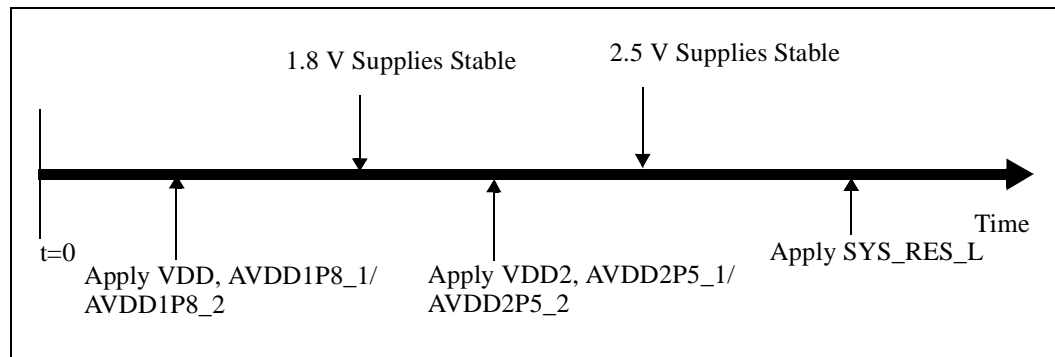 1.8 V Supplies Stable
2.5 V Supplies Stable
t=0
Time
Apply VDD, AVDD1P8_1/
AVDD1P8_2
Apply VDD2, AVDD2P5_1/
AVDD2P5_2
Apply SYS_RES_L